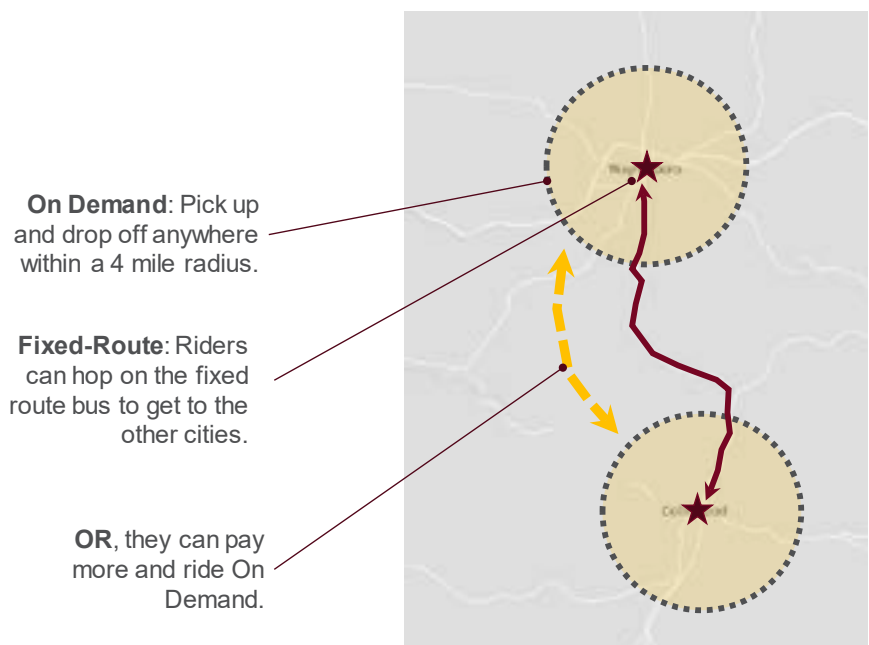 On Demand: Pick up
and drop off anywhere
within a 4 mile radius.
Fixed-Route: Riders
can hop on the fixed
route bus to get to the
other cities.
OR, they can pay
more and ride On
Demand.